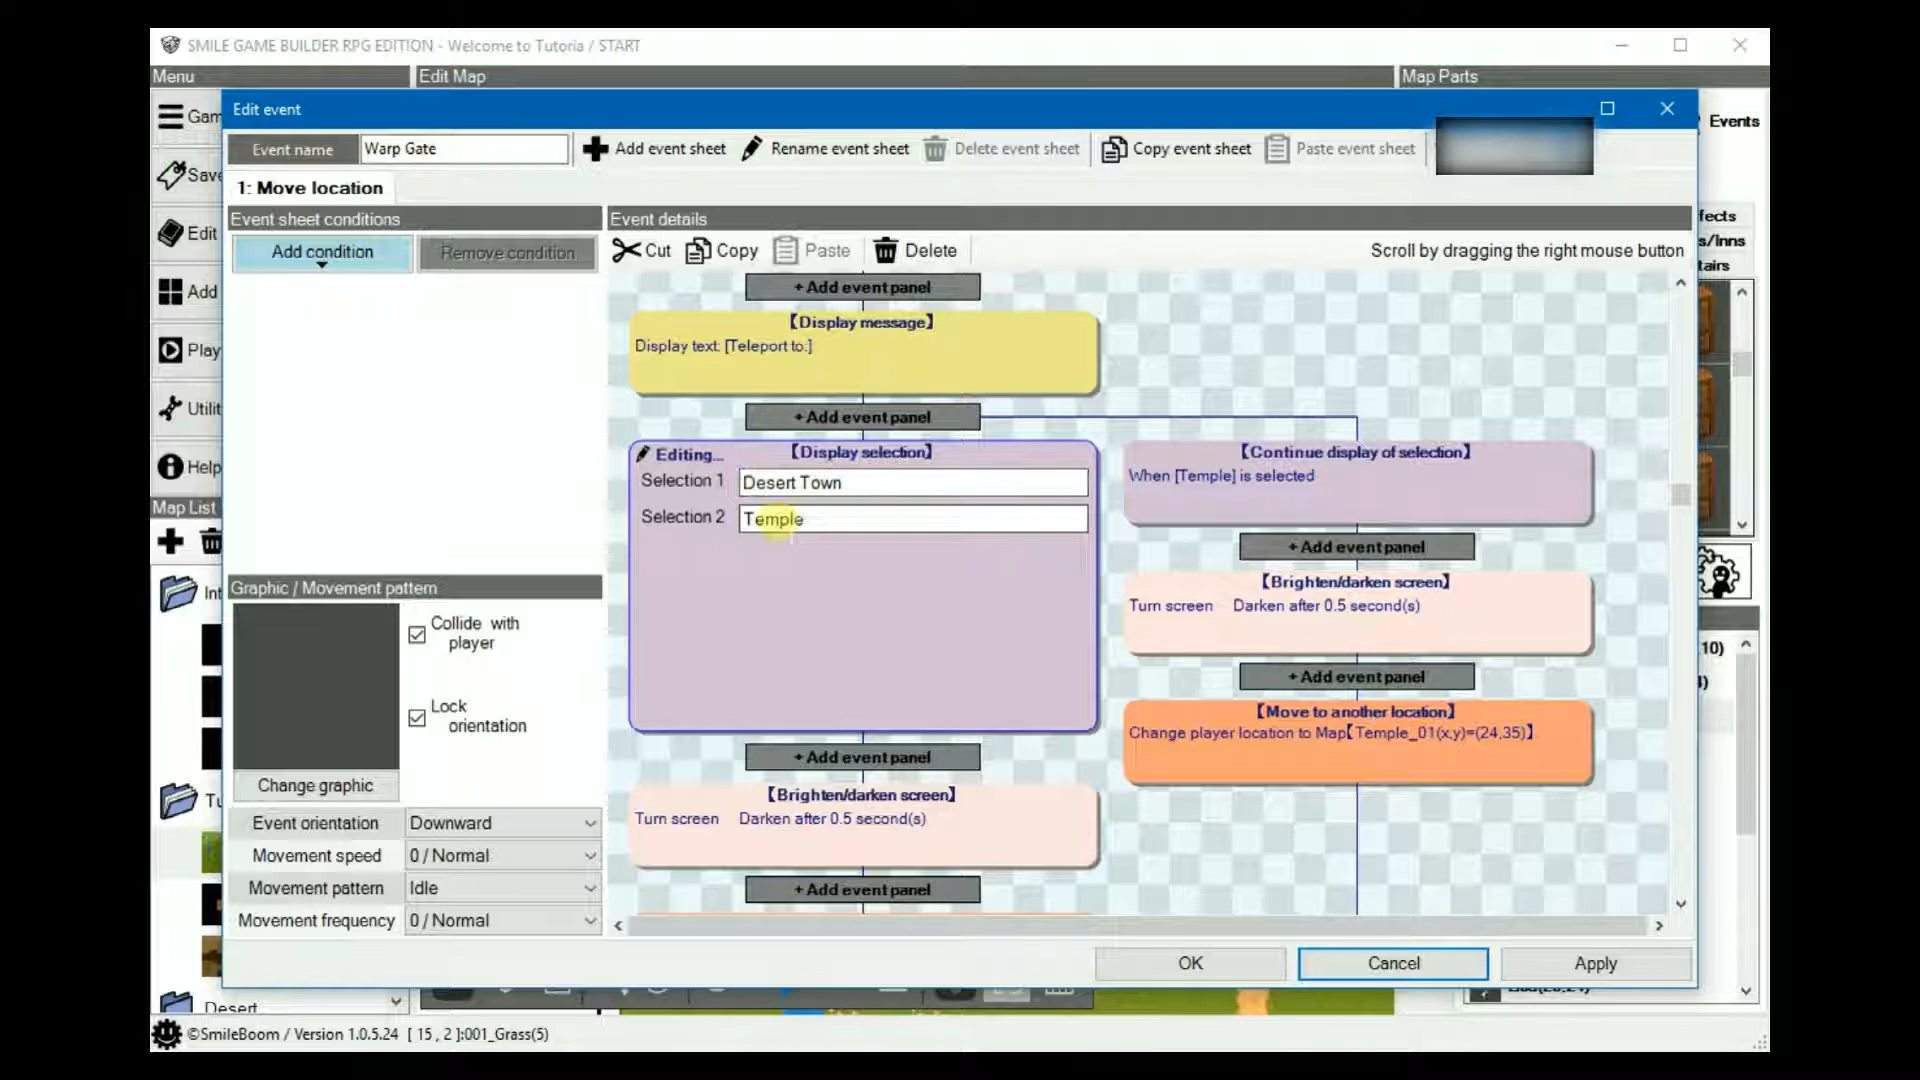 SMILE GAME BUILDER RPG EDITION - Welcome to Tutoria / START
Menu
Edit Map
Map Parts
Edit event
Events
Event name
Warp Gate
Add event sheet
Rename event sheet
Delete event sheet
Copy event sheet
Paste event sheet
1: Move location
Event sheet conditions
Add condition
Remove condition
Event details
Cut
Copy
Paste
Delete
Scroll by dragging the right mouse button
Gam
Save
Edit
Add
Play
Utilit
Help
Map List
Int
Tu
Desert
fects
s/Inns
tairs
10)
+ Add event panel
【Display message】
Display text: [Teleport to:]
+ Add event panel
Editing...
【Display selection】
Selection 1
Desert Town
Selection 2
Temple
+ Add event panel
【Brighten/darken screen】
Turn screen Darken after 0.5 second(s)
+ Add event panel
【Continue display of selection】
When [Temple] is selected
+ Add event panel
【Brighten/darken screen】
Turn screen Darken after 0.5 second(s)
+ Add event panel
【Move to another location】
Change player location to Map【Temple_01(x,y)=(24,35)】
Graphic / Movement pattern
Collide with
player
Lock
orientation
Change graphic
Event orientation
Downward
Movement speed
0 / Normal
Movement pattern
Idle
Movement frequency
0 / Normal
OK
Cancel
Apply
©SmileBoom / Version 1.0.5.24 [ 15 , 2 ]:001_Grass(5)